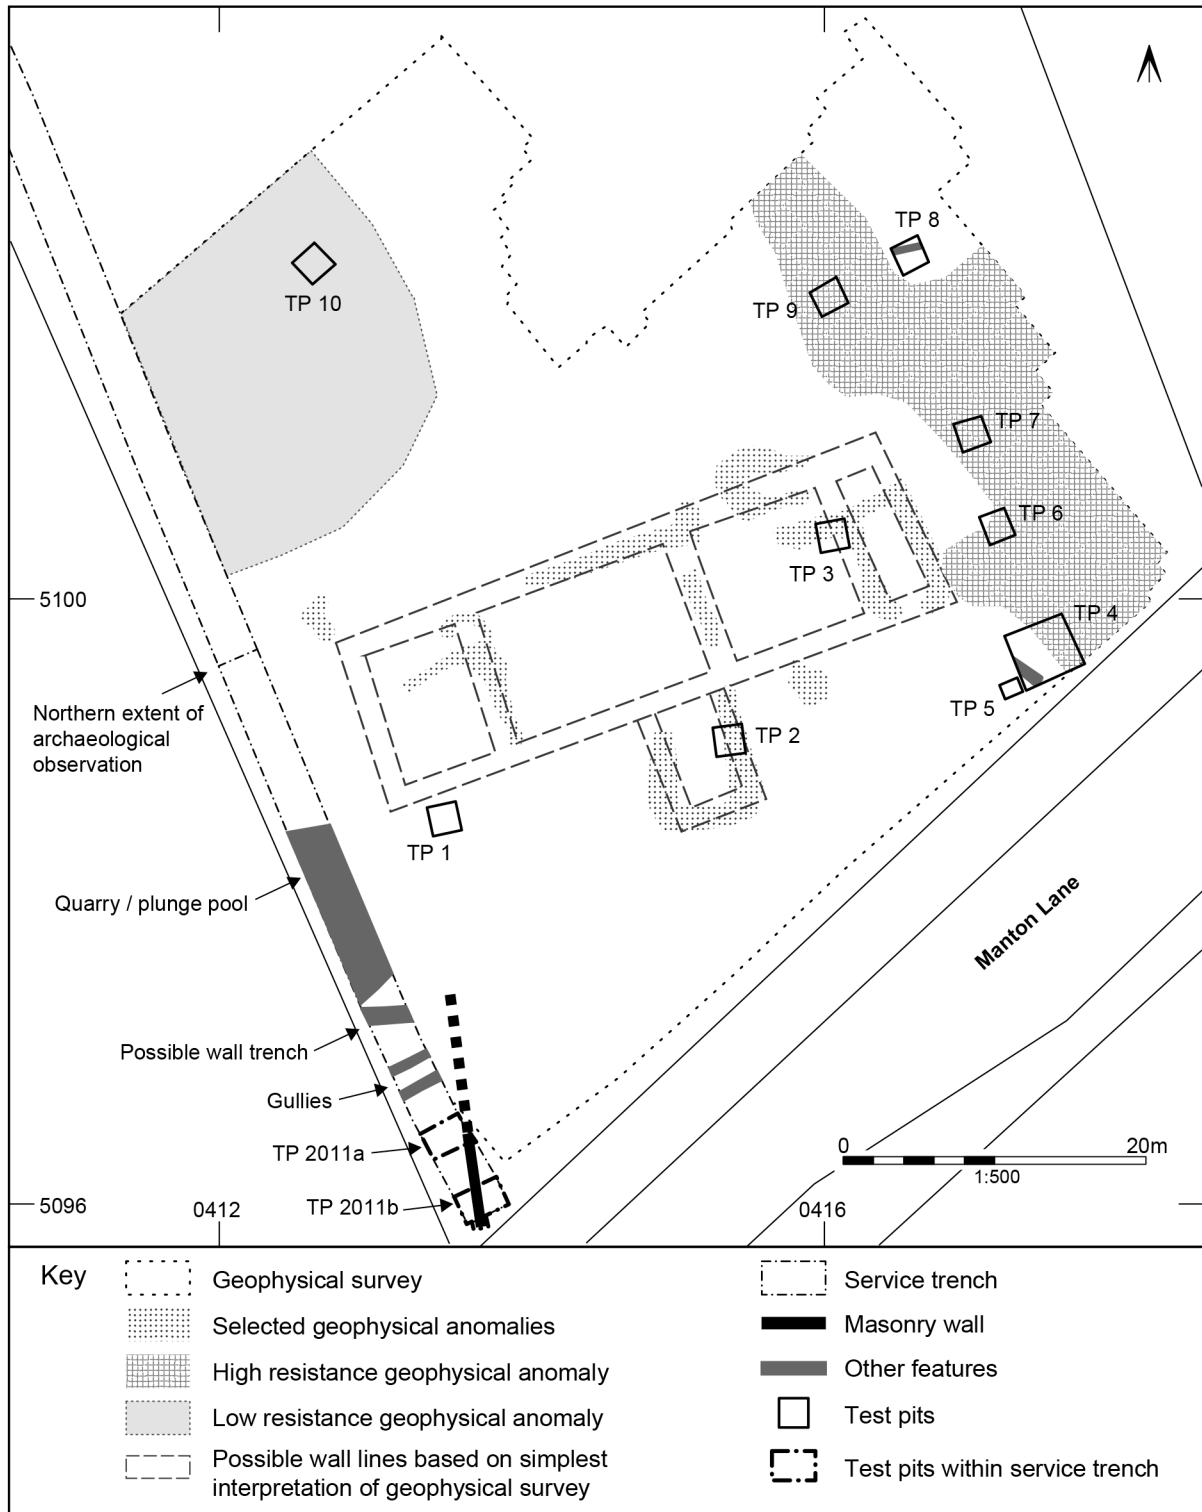 TP 8
TP 10
TP 9
TP 7
TP 6
TP 3
5100
TP 4
Northern extent of
archaeological
observation
TP 5
TP 2
TP 1
Quarry / plunge pool
Manton Lane
Possible wall trench
Gullies
TP 2011a
0
20m
1:500
TP 2011b
5096
0412
0416
Key
Geophysical survey
Selected geophysical anomalies
High resistance geophysical anomaly
Low resistance geophysical anomaly
Possible wall lines based on simplest
interpretation of geophysical survey
Service trench
Masonry wall
Other features
Test pits
Test pits within service trench